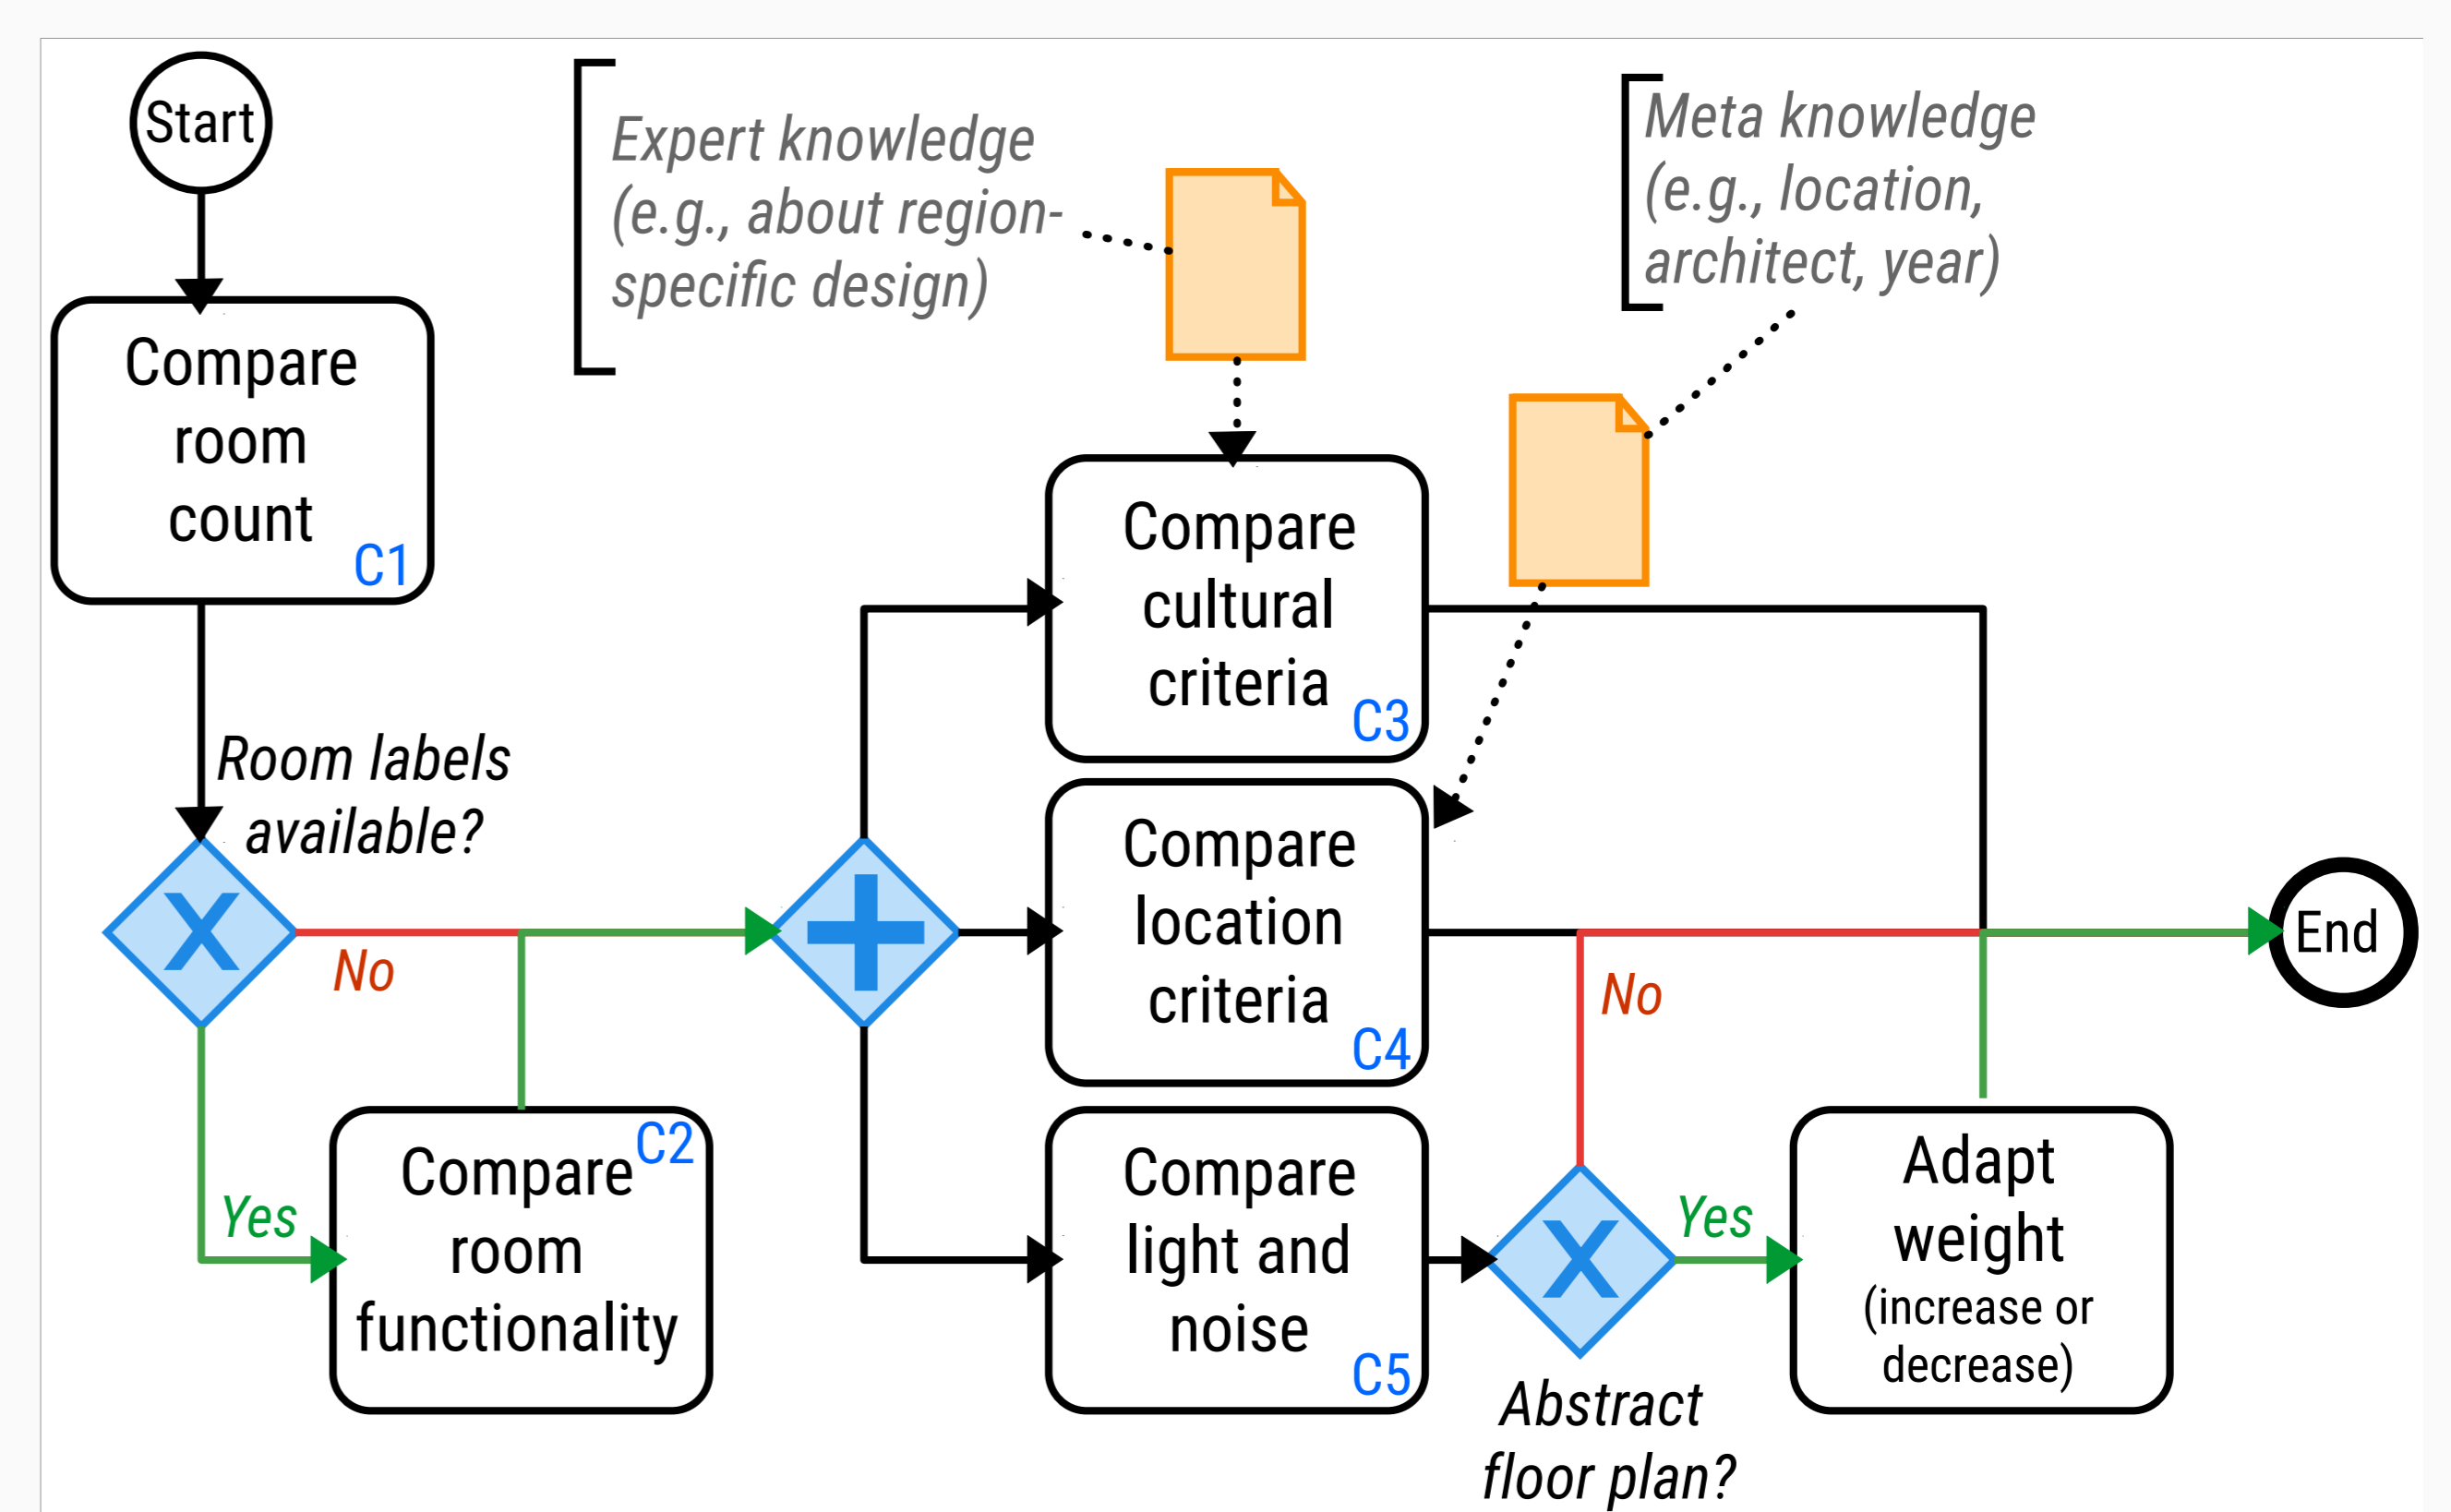 Start
Expert knowledge
(e.g., about region-
specific design)
Meta knowledge
(e.g., location,
architect, year)
Compare
room
count
C1
Compare
cultural
criteria
C3
Room labels
available?
X
No
Yes
Compare
room
functionality
C2
Compare
location
criteria
C4
No
End
Compare
light and
noise
C5
X
Abstract
floor plan?
Yes
Adapt
weight
(increase or
decrease)